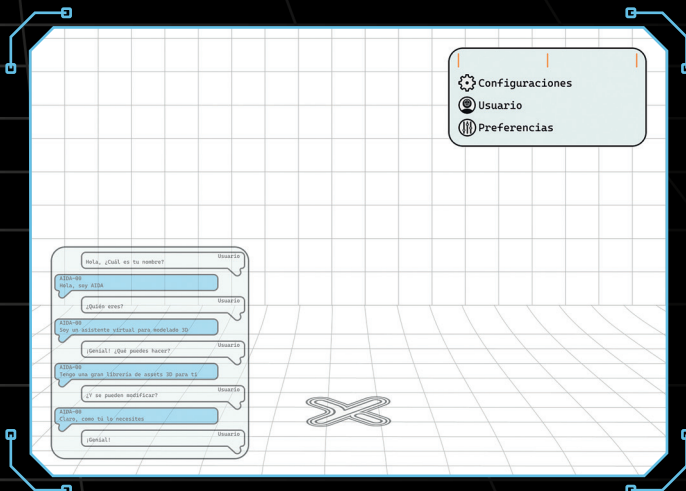 Configuraciones
Usuario
Preferencias
Usuario
Hola, ¿Cuál es tu nombre?
AIDA-00
Hola, soy AIDA
Usuario
¿Quién eres?
AIDA-00
Soy un asistente virtual para modelado 3D
Usuario
¡Genial! ¿Qué puedes hacer?
AIDA-00
Tengo una gran librería de assets 3D para ti
Usuario
¿Y se pueden modificar?
AIDA-00
Claro, como tú lo necesites
Usuario
¡Genial!